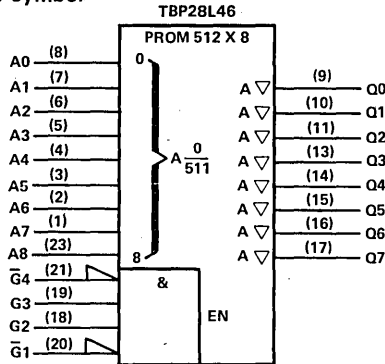 symbol
TBP28L46
PROM 512 X 8
A0 (8) 0 A ▽ (9) Q0
A1 (7) A ▽ (10) Q1
A2 (6) A ▽ (11) Q2
A3 (5) A ▽ (13) Q3
A4 (4) A 0/511 A ▽ (14) Q4
A5 (3) A ▽ (15) Q5
A6 (2) A ▽ (16) Q6
A7 (1) A ▽ (17) Q7
A8 (23) 8
G̅4 (21) &
G3 (19)
G2 (18) EN
G̅1 (20)